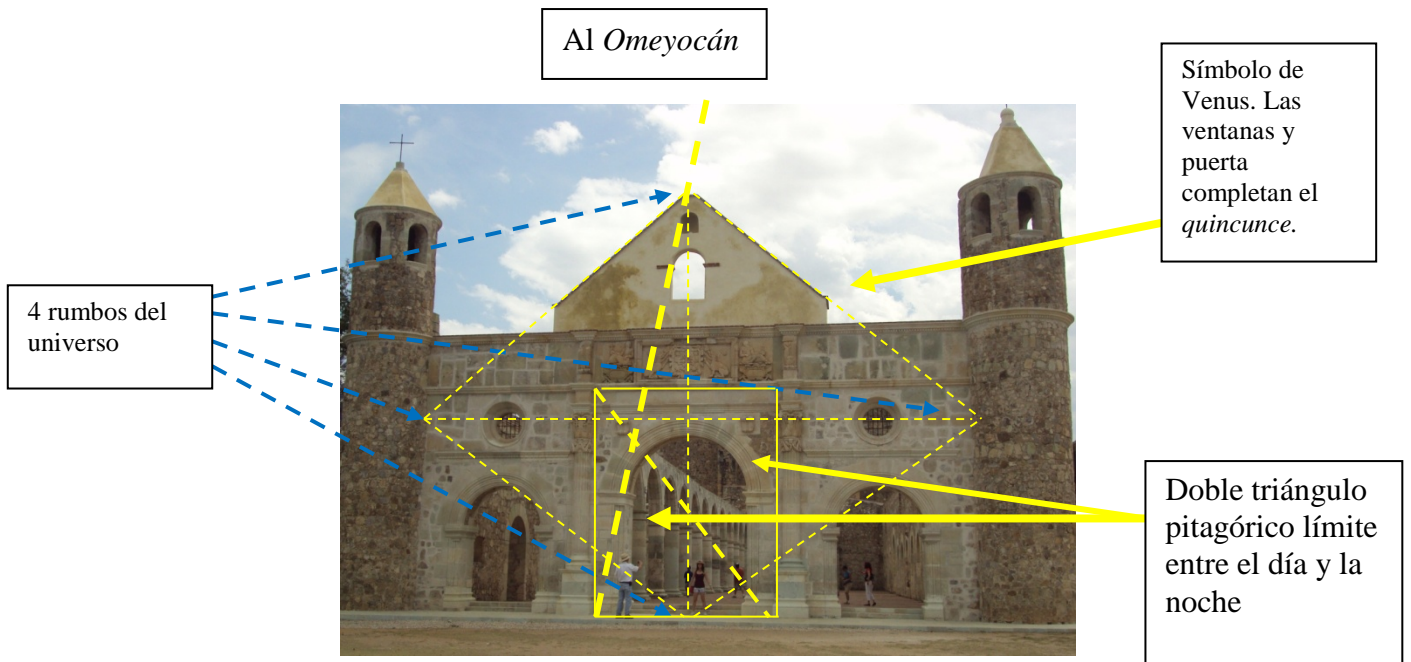 Al Omeyocán
Símbolo de
Venus. Las
ventanas y
puerta
completan el
quincunce.
4 rumbos del
universo
Doble triángulo
pitagórico límite
entre el día y la
noche